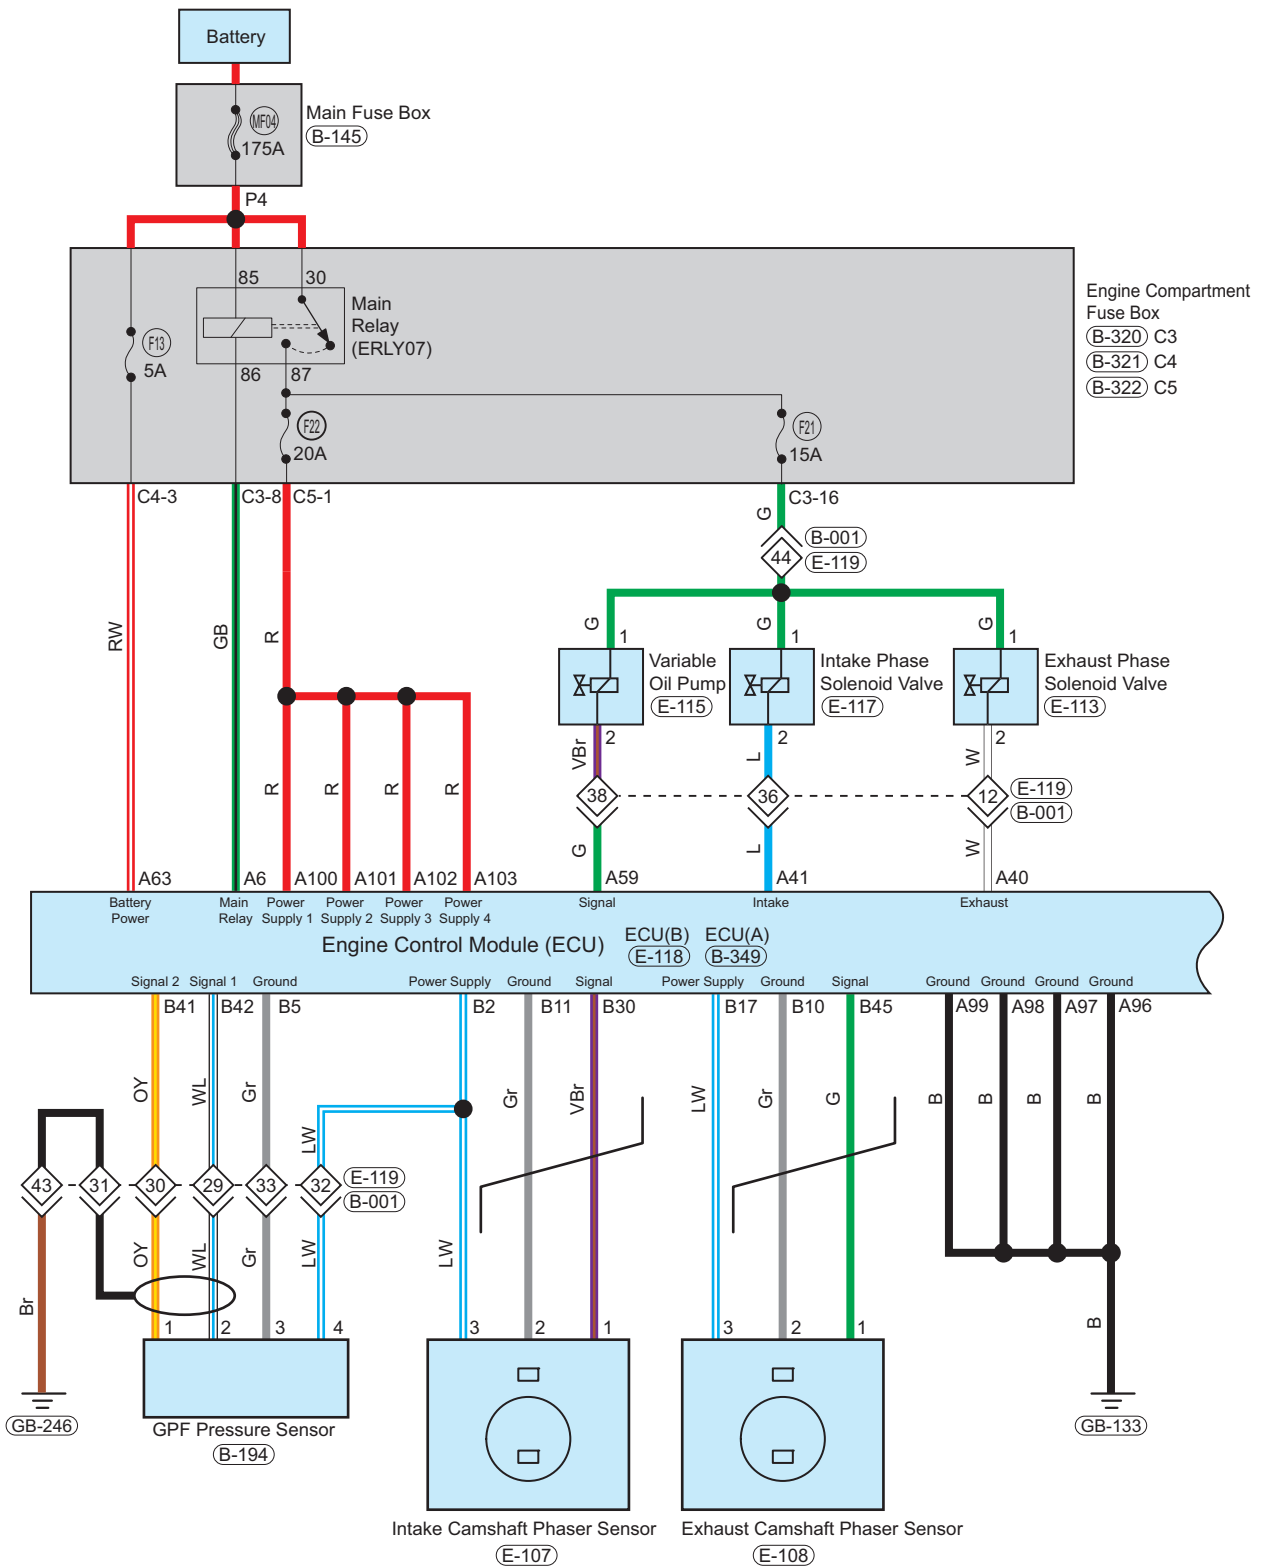 Battery
MF04
175A
Main Fuse Box
B-145
P4
85
30
Main
Relay
(ERLY07)
F13
5A
86
87
F22
20A
F21
15A
Engine Compartment
Fuse Box
B-320 C3
B-321 C4
B-322 C5
C4-3
C3-8
C5-1
C3-16
G
B-001
44
E-119
RW
GB
R
G
1
G
1
G
1
Variable
Oil Pump
E-115
Intake Phase
Solenoid Valve
E-117
Exhaust Phase
Solenoid Valve
E-113
2
2
2
VBr
L
W
R
R
R
R
38
36
12
E-119
B-001
G
L
W
A63
A6
A100
A101
A102
A103
A59
A41
A40
Battery
Power
Main
Relay
Power
Supply 1
Power
Supply 2
Power
Supply 3
Power
Supply 4
Signal
Intake
Exhaust
Engine Control Module (ECU)
ECU(B)
E-118
ECU(A)
B-349
Signal 2
Signal 1
Ground
Power Supply
Ground
Signal
Power Supply
Ground
Signal
Ground
Ground
Ground
Ground
B41
B42
B5
B2
B11
B30
B17
B10
B45
A99
A98
A97
A96
OY
WL
Gr
LW
Gr
VBr
LW
Gr
G
B
B
B
B
43
31
30
29
33
32
E-119
B-001
OY
WL
Gr
LW
LW
Br
B
1
2
3
4
3
2
1
3
2
1
GB-246
GPF Pressure Sensor
B-194
GB-133
Intake Camshaft Phaser Sensor
E-107
Exhaust Camshaft Phaser Sensor
E-108